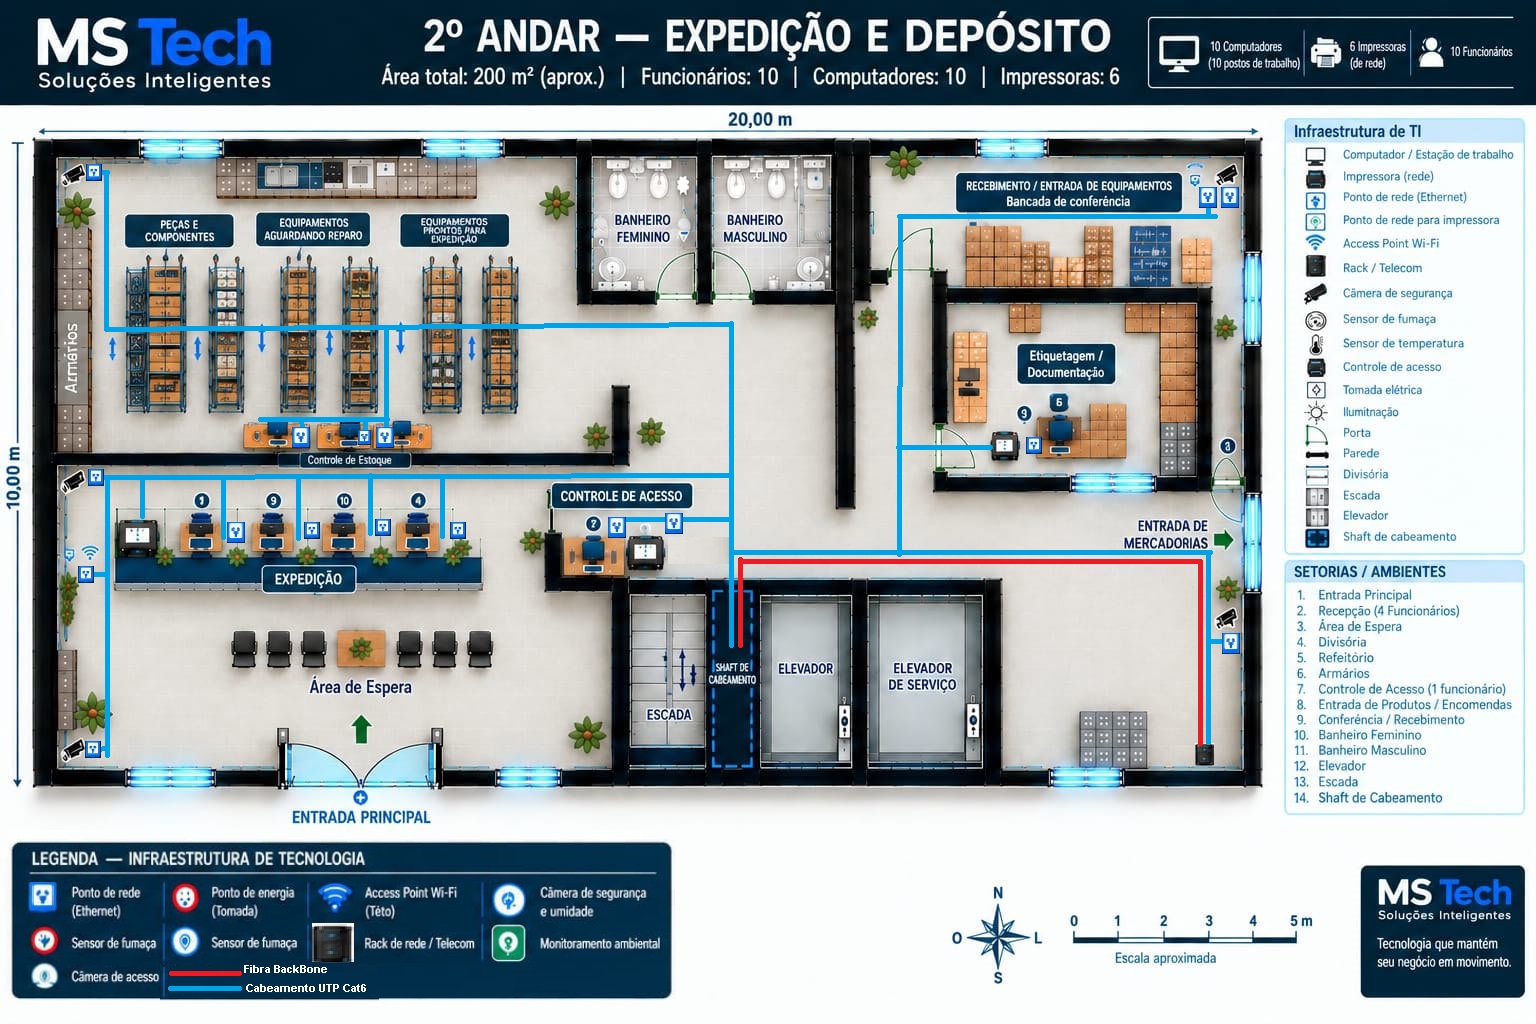 MS Tech
Soluções Inteligentes
2º ANDAR — EXPEDIÇÃO E DEPÓSITO
Área total: 200 m² (aprox.) | Funcionários: 10 | Computadores: 10 | Impressoras: 6
10 Computadores
(10 postos de trabalho)
6 Impressoras
(de rede)
10 Funcionários
20,00 m
10,00 m
PEÇAS E
COMPONENTES
EQUIPAMENTOS
AGUARDANDO REPARO
EQUIPAMENTOS
PRONTOS PARA
EXPEDIÇÃO
BANHEIRO
FEMININO
BANHEIRO
MASCULINO
RECEBIMENTO / ENTRADA DE EQUIPAMENTOS
Bancada de conferência
Armários
Etiquetagem /
Documentação
9
6
Controle de Estoque
9
10
4
CONTROLE DE ACESSO
7
EXPEDIÇÃO
ENTRADA DE
MERCADORIAS
Área de Espera
ESCADA
SHAFT DE
CABEAMENTO
ELEVADOR
ELEVADOR
DE SERVIÇO
ENTRADA PRINCIPAL
Infraestrutura de TI
Computador / Estação de trabalho
Impressora (rede)
Ponto de rede (Ethernet)
Ponto de rede para impressora
Access Point Wi-Fi
Rack / Telecom
Câmera de segurança
Sensor de fumaça
Sensor de temperatura
Controle de acesso
Tomada elétrica
Ilumitnação
Porta
Parede
Divisória
Escada
Elevador
Shaft de cabeamento
SETORIAS / AMBIENTES
1. Entrada Principal
2. Recepção (4 Funcionários)
3. Área de Espera
4. Divisória
5. Refeitório
6. Armários
7. Controle de Acesso (1 funcionário)
8. Entrada de Produtos / Encomendas
9. Conferência / Recebimento
10. Banheiro Feminino
11. Banheiro Masculino
12. Elevador
13. Escada
14. Shaft de Cabeamento
LEGENDA — INFRAESTRUTURA DE TECNOLOGIA
Ponto de rede
(Ethernet)
Ponto de energia
(Tomada)
Access Point Wi-Fi
(Této)
Câmera de segurança
e umidade
Sensor de fumaça
Sensor de fumaça
Rack de rede / Telecom
Monitoramento ambiental
Câmera de acesso
Fibra BackBone
Cabeamento UTP Cat6
N
O
L
S
0 1 2 3 4 5 m
Escala aproximada
MS Tech
Soluções Inteligentes
Tecnologia que mantém
seu negócio em movimento.